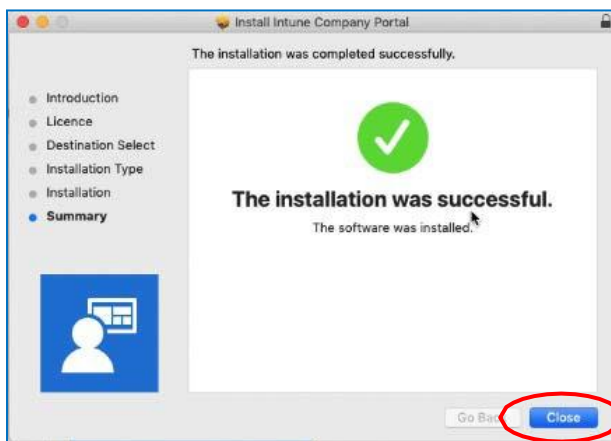 Install Intune Company Portal
The installation was completed successfully.
Introduction
Licence
Destination Select
Installation Type
Installation
Summary
The installation was successful.
The software was installed.
Go Back
Close